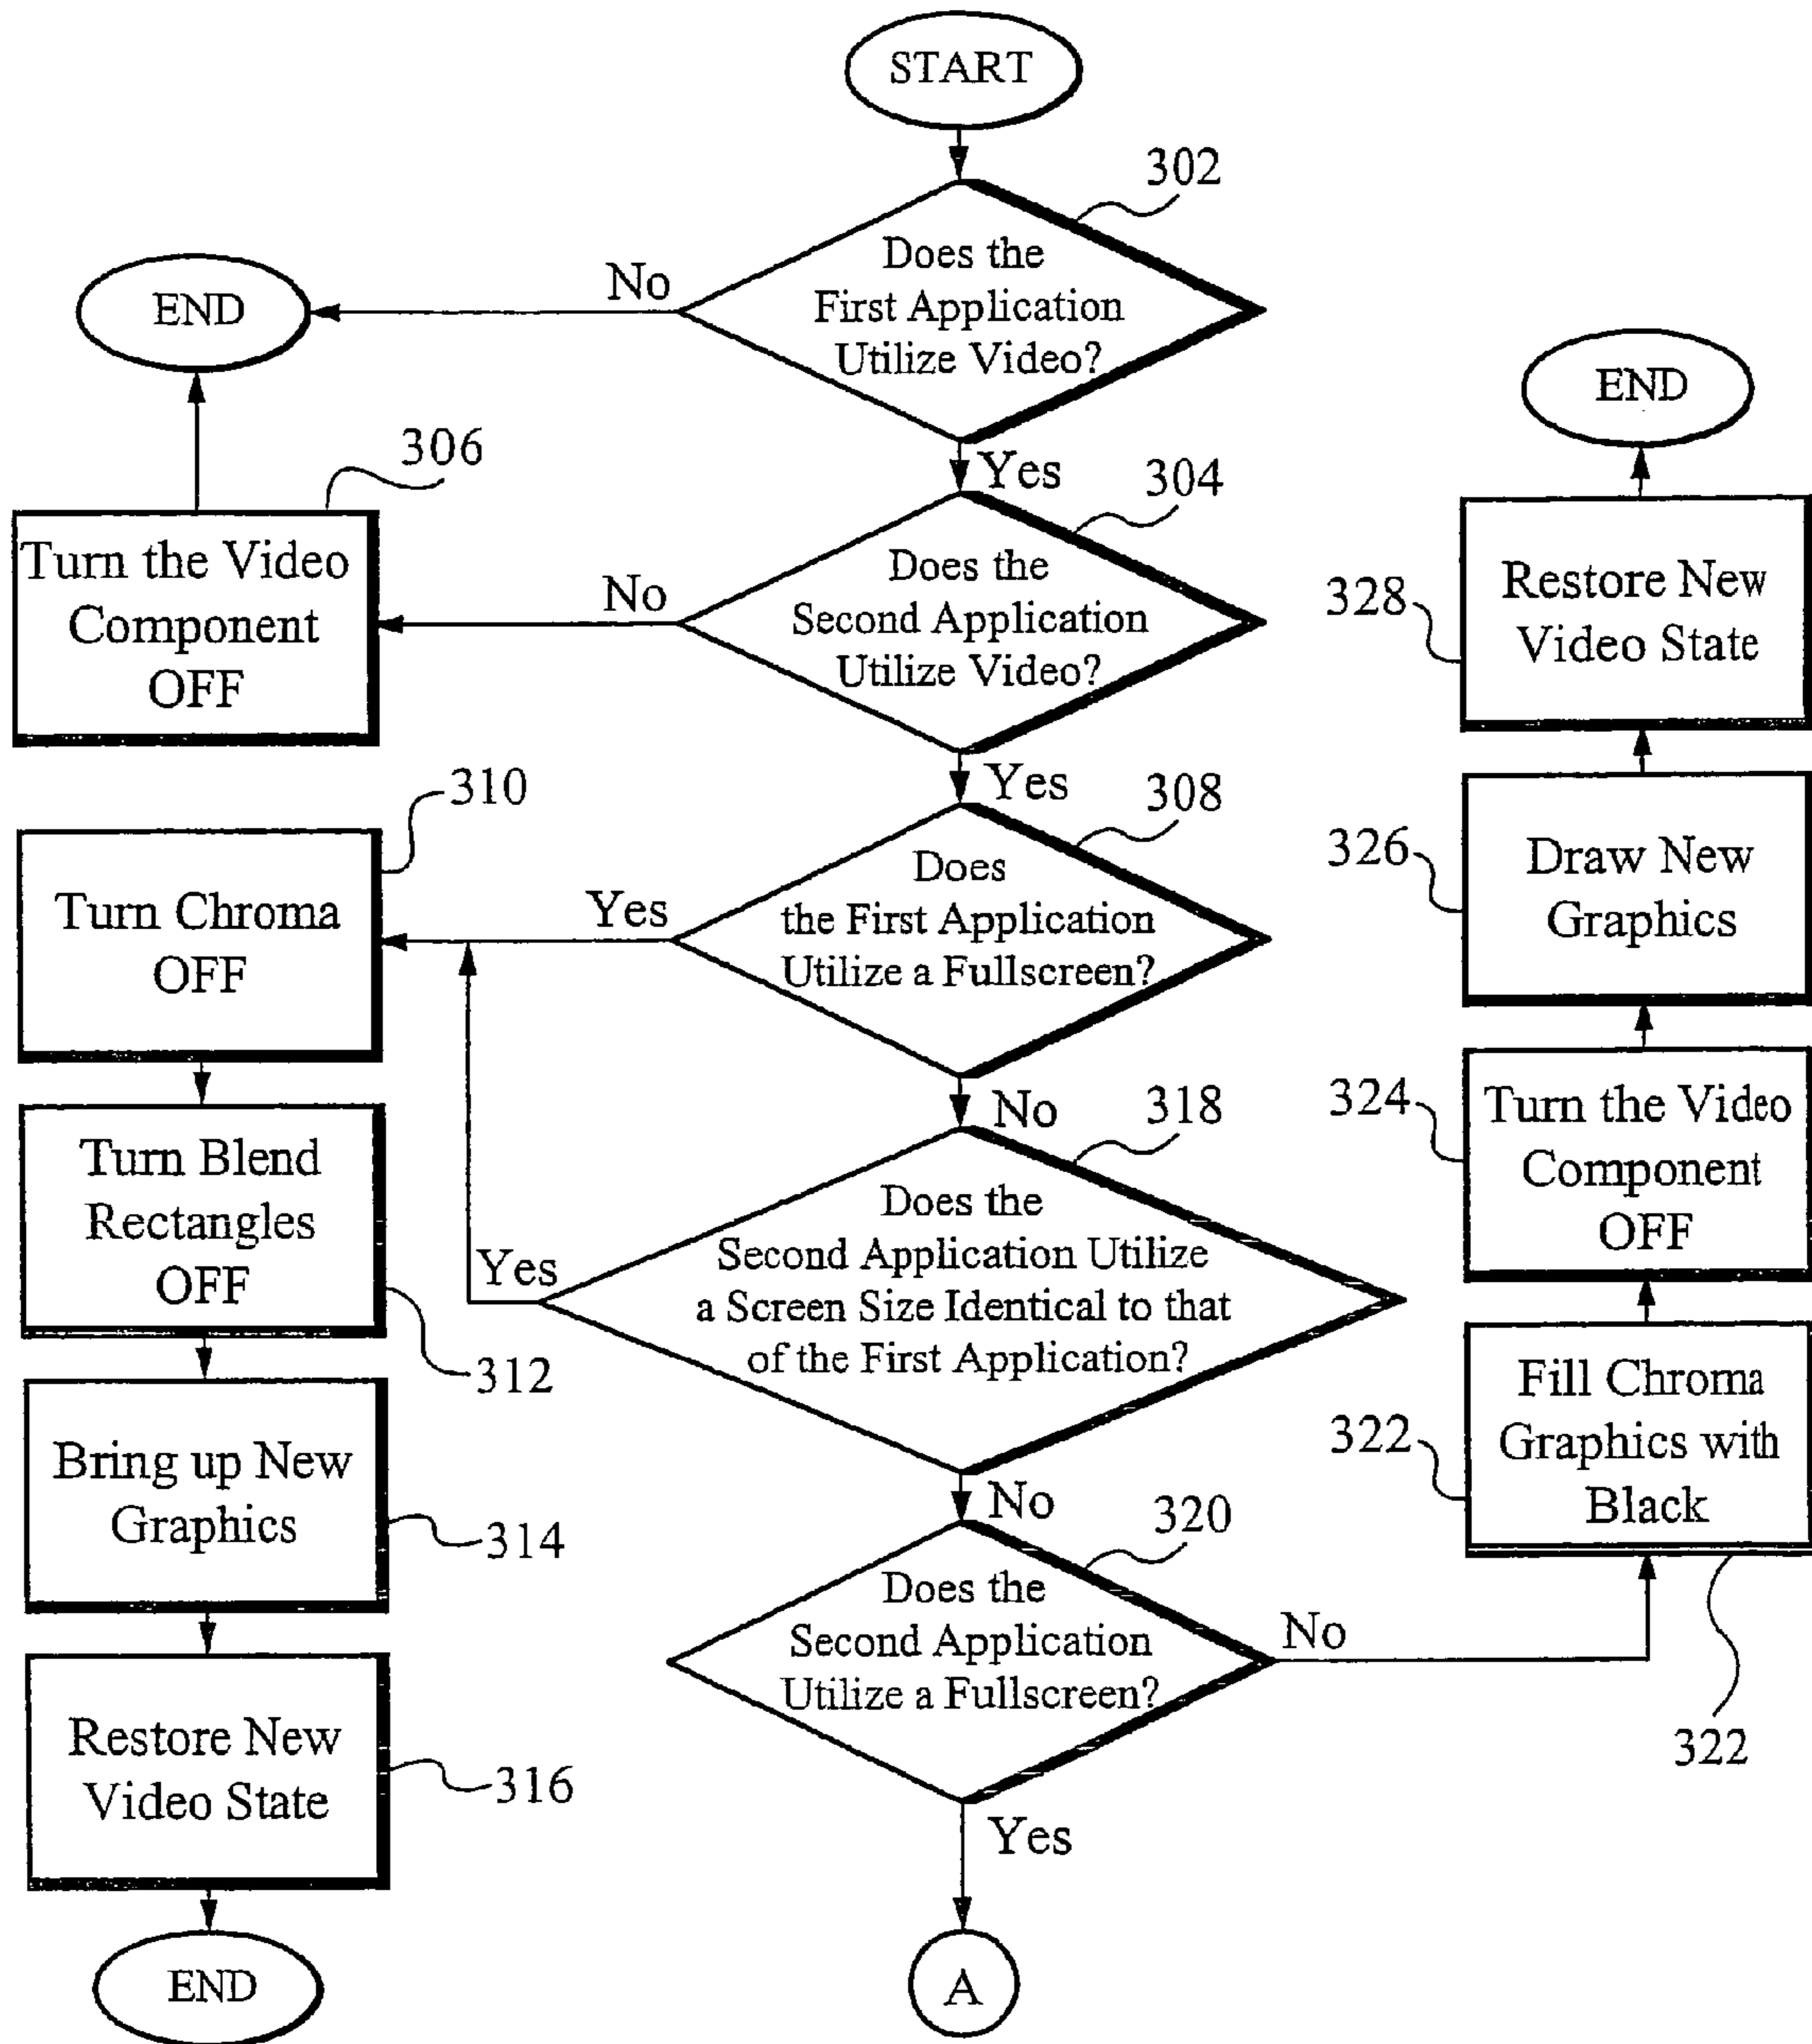 START
302
Does the
First Application
Utilize Video?
No
END
Yes
304
Does the
Second Application
Utilize Video?
No
306
Turn the Video
Component
OFF
Yes
308
Does
the First Application
Utilize a Fullscreen?
Yes
310
Turn Chroma
OFF
Turn Blend
Rectangles
OFF
312
Bring up New
Graphics
314
Restore New
Video State
316
END
No
318
Does the
Second Application Utilize
a Screen Size Identical to that
of the First Application?
Yes
No
320
Does the
Second Application
Utilize a Fullscreen?
Yes
A
No
322
Fill Chroma
Graphics with
Black
322
324
Turn the Video
Component
OFF
326
Draw New
Graphics
328
Restore New
Video State
END